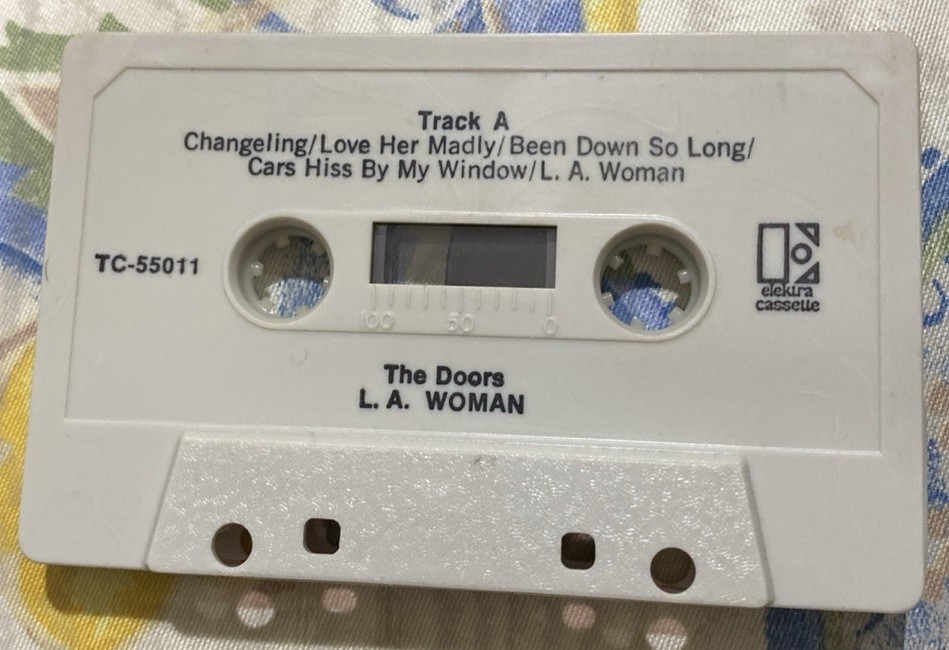 Track A
Changeling/Love Her Madly/Been Down So Long/
Cars Hiss By My Window/L. A. Woman
TC-55011
elektra
cassette
100 50 0
The Doors
L. A. WOMAN